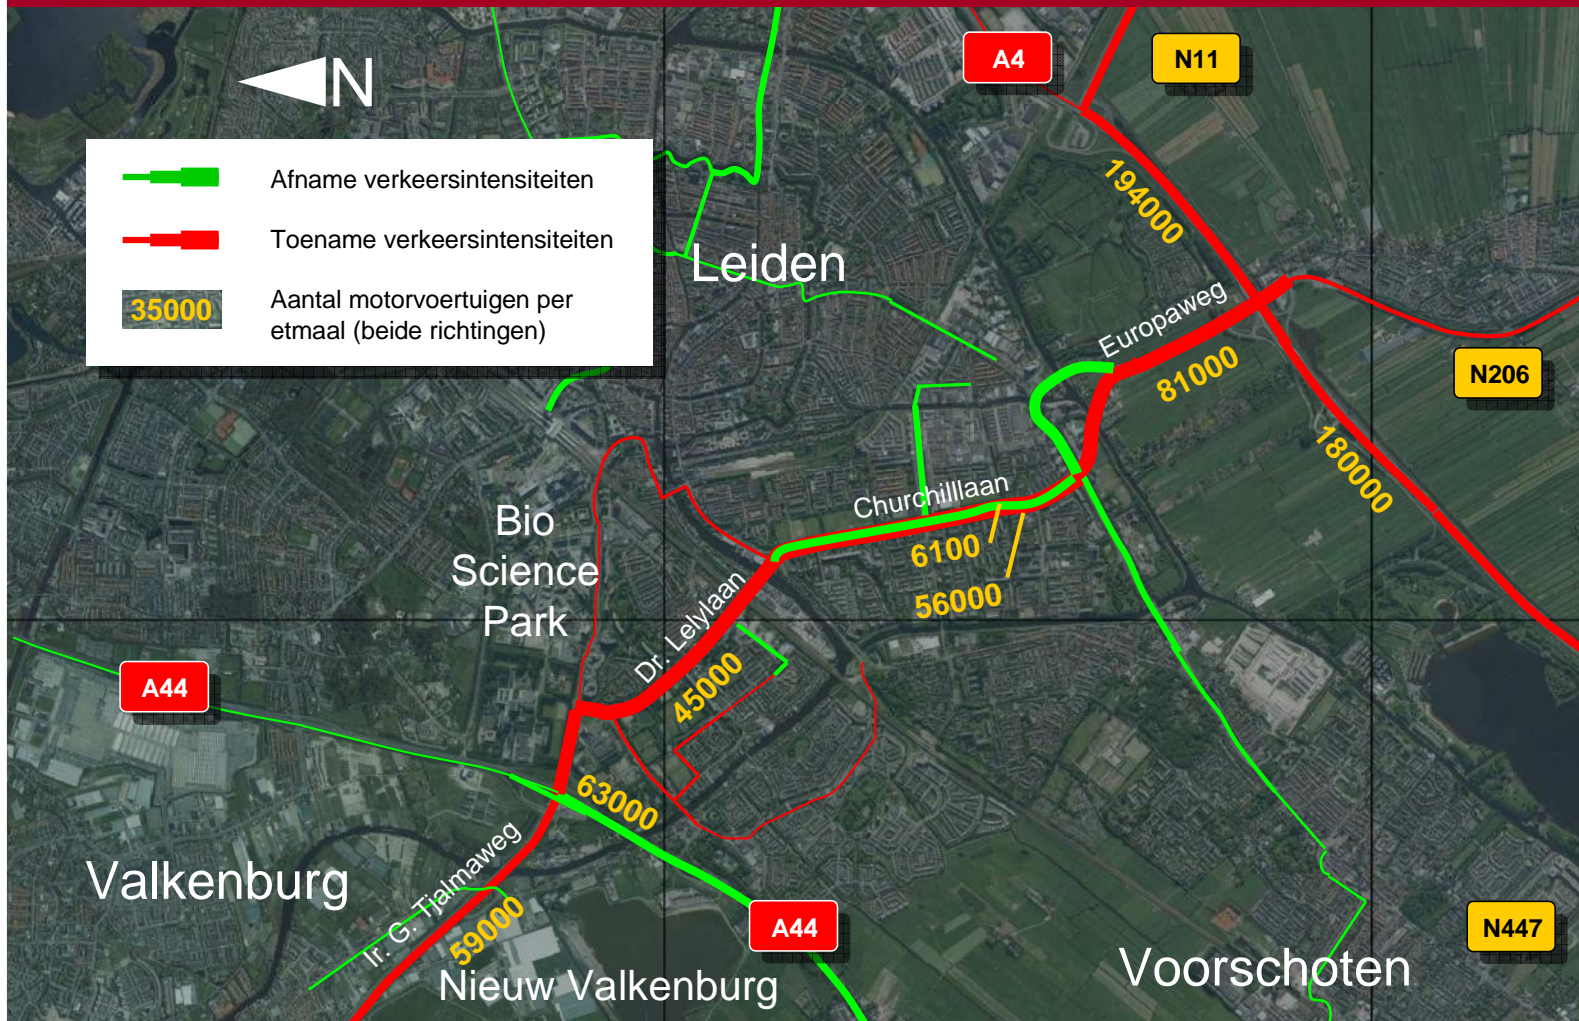 A4
N11
N
Afname verkeersintensiteiten
Toename verkeersintensiteiten
35000
Aantal motorvoertuigen per
etmaal (beide richtingen)
194000
Leiden
Europaweg
81000
N206
180000
Churchilllaan
6100
56000
Bio
Science
Park
Dr. Lelylaan
45000
A44
63000
Valkenburg
Ir. G. Tjalmaweg
59000
A44
N447
Nieuw Valkenburg
Voorschoten